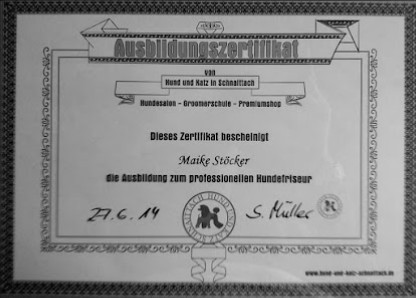 Ausbildungszertifikat
von
Hund und Katz in Schnaittach
Hundesalon - Groomerschule - Premiumshop
Dieses Zertifikat bescheinigt
Maike Stöcker
die Ausbildung zum professionellen Hundefriseur
27.6.14
S. Müller
www.hund-und-katz-schnaittach.de